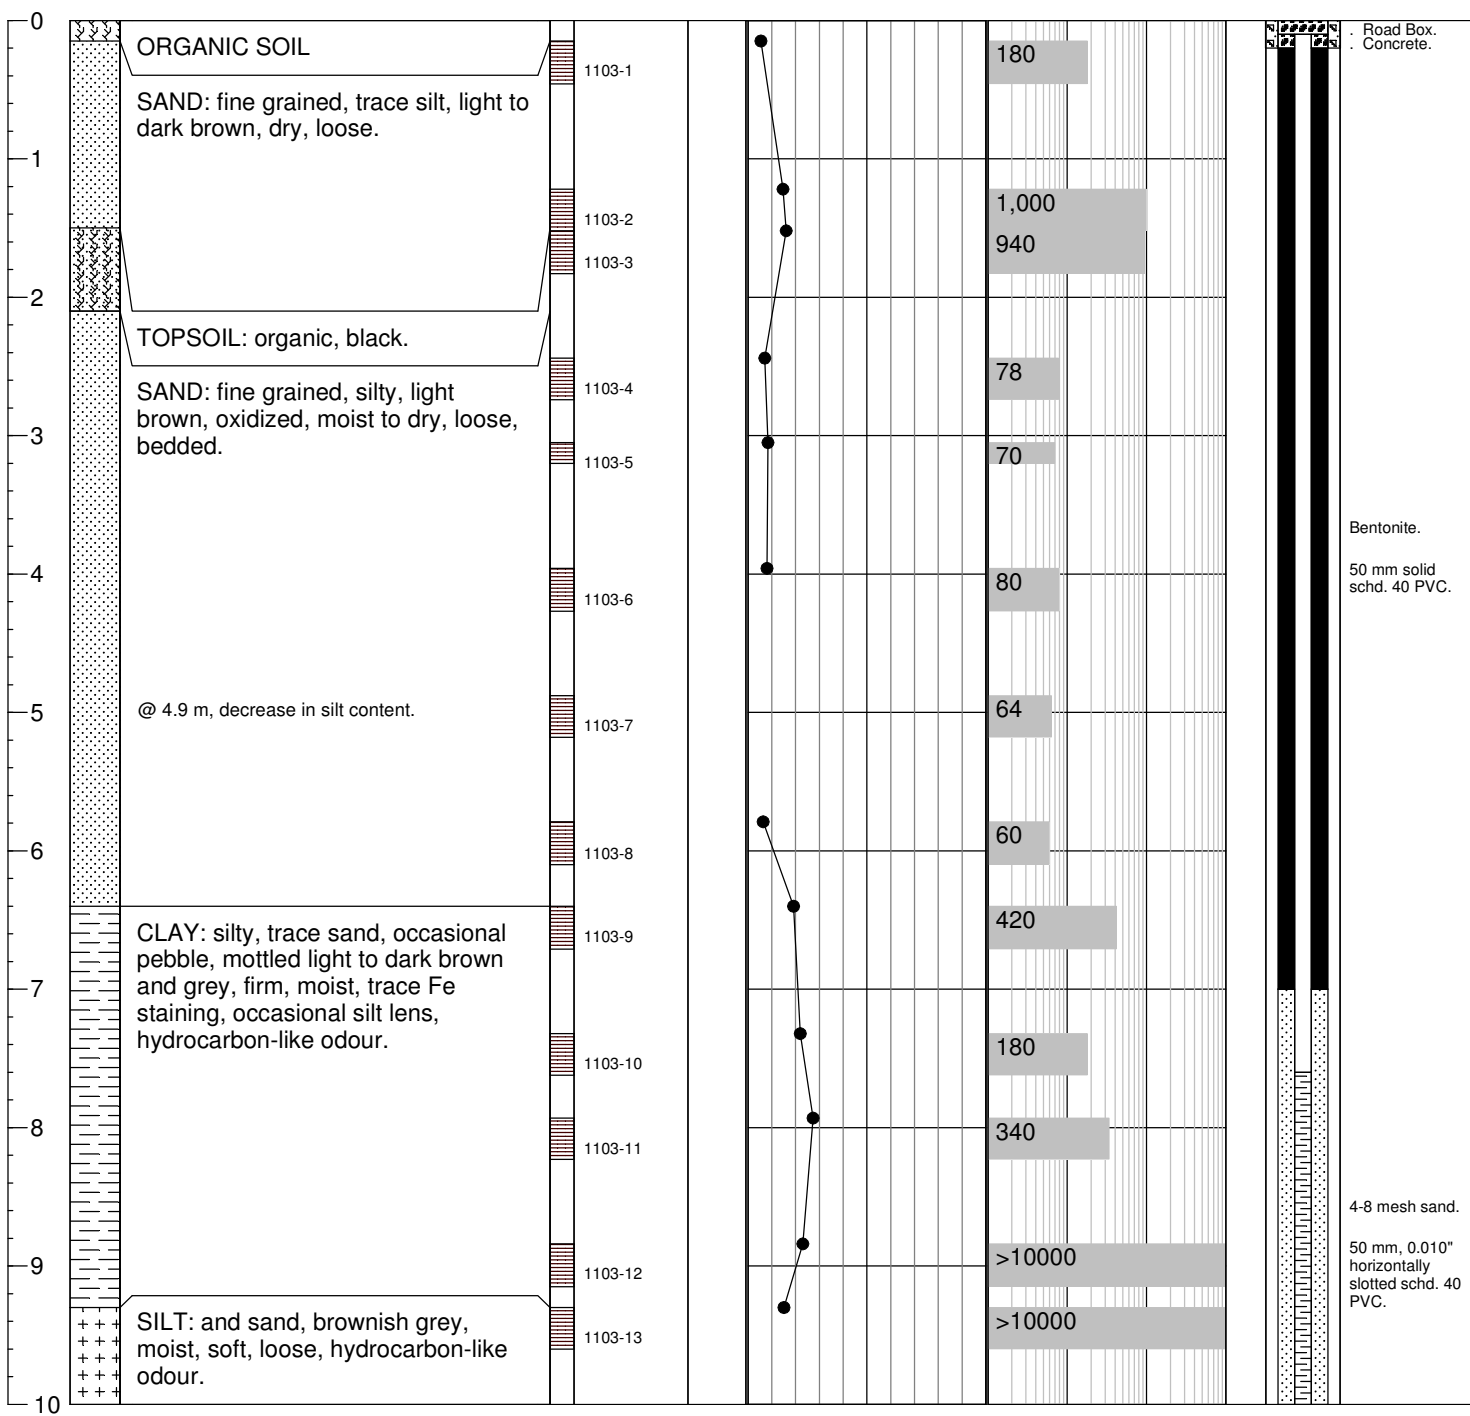 0
ORGANIC SOIL
1103-1
180
. Road Box.
. Concrete.
SAND: fine grained, trace silt, light to
dark brown, dry, loose.
1
1103-2
1,000
1103-3
940
2
TOPSOIL: organic, black.
1103-4
78
SAND: fine grained, silty, light
brown, oxidized, moist to dry, loose,
bedded.
3
1103-5
70
Bentonite.
4
1103-6
80
50 mm solid
schd. 40 PVC.
5
@ 4.9 m, decrease in silt content.
1103-7
64
6
1103-8
60
CLAY: silty, trace sand, occasional
pebble, mottled light to dark brown
and grey, firm, moist, trace Fe
staining, occasional silt lens,
hydrocarbon-like odour.
1103-9
420
7
1103-10
180
8
1103-11
340
4-8 mesh sand.
9
1103-12
>10000
50 mm, 0.010"
horizontally
slotted schd. 40
PVC.
SILT: and sand, brownish grey,
moist, soft, loose, hydrocarbon-like
odour.
1103-13
>10000
10